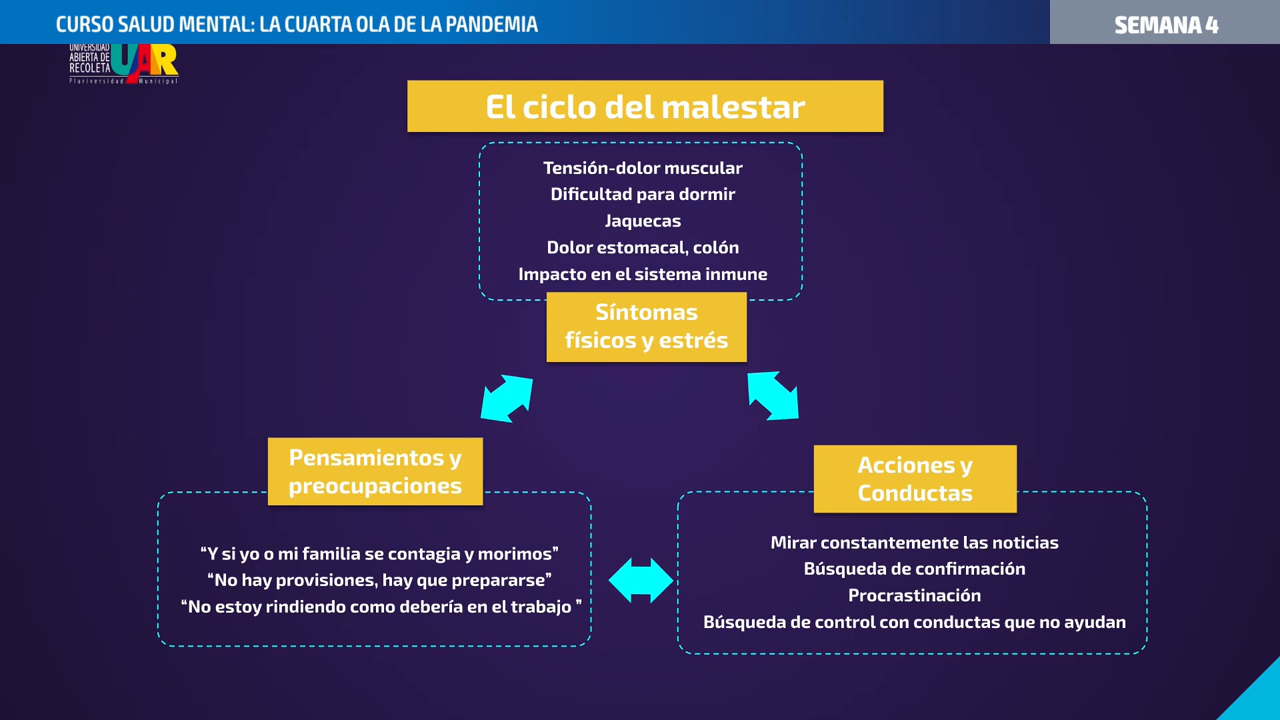 CURSO SALUD MENTAL: LA CUARTA OLA DE LA PANDEMIA
SEMANA 4
UNIVERSIDAD
ABIERTA DE
RECOLETA
UAR
Pluriversidad Municipal
El ciclo del malestar
Tensión-dolor muscular
Dificultad para dormir
Jaquecas
Dolor estomacal, colón
Impacto en el sistema inmune
Síntomas
físicos y estrés
Pensamientos y
preocupaciones
“Y si yo o mi familia se contagia y morimos”
“No hay provisiones, hay que prepararse”
“No estoy rindiendo como debería en el trabajo ”
Acciones y
Conductas
Mirar constantemente las noticias
Búsqueda de confirmación
Procrastinación
Búsqueda de control con conductas que no ayudan